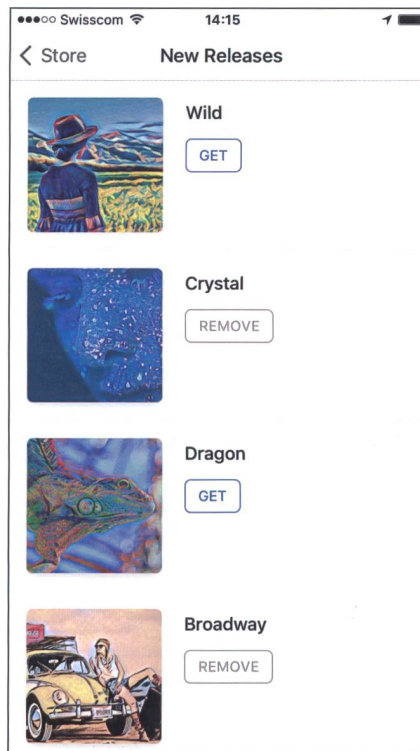 Swisscom 14:15
Store New Releases
Wild
GET
Crystal
REMOVE
Dragon
GET
Broadway
REMOVE